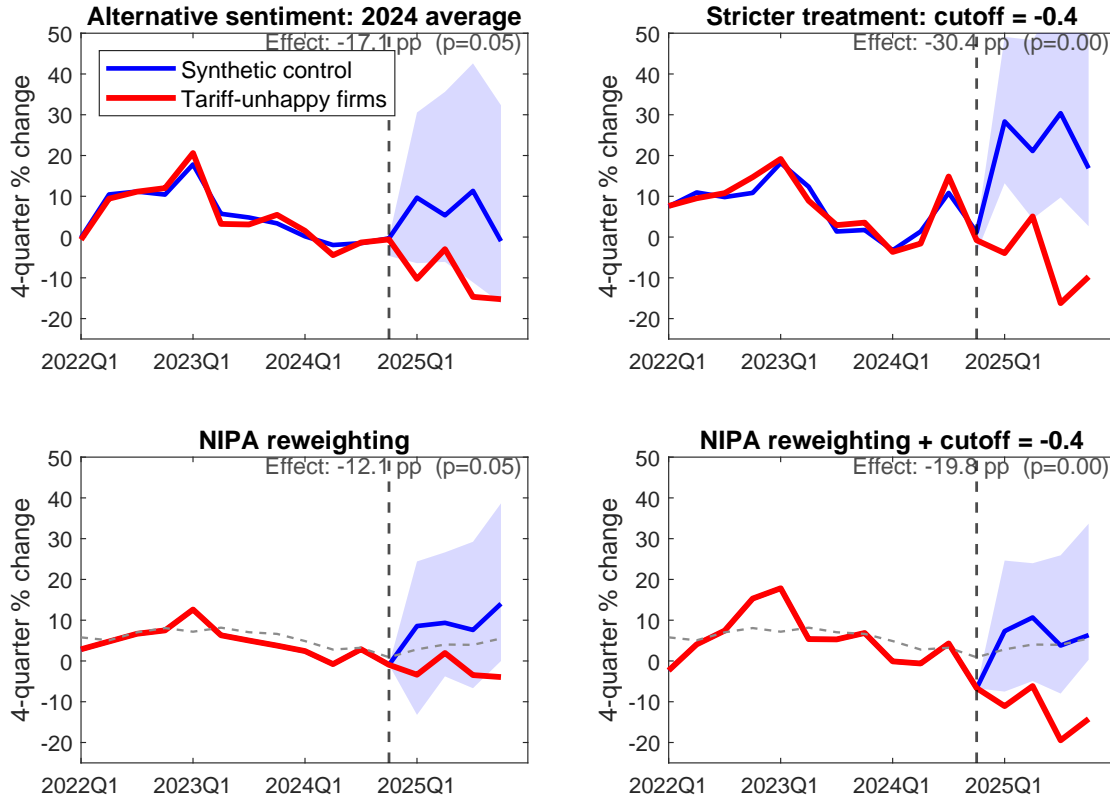 Alternative sentiment: 2024 average
Effect: -17.1 pp (p=0.05)
Synthetic control
Tariff-unhappy firms
4-quarter % change
50
40
30
20
10
0
-10
-20
2022Q1 2023Q1 2024Q1 2025Q1
Stricter treatment: cutoff = -0.4
Effect: -30.4 pp (p=0.00)
4-quarter % change
50
40
30
20
10
0
-10
-20
2022Q1 2023Q1 2024Q1 2025Q1
NIPA reweighting
Effect: -12.1 pp (p=0.05)
4-quarter % change
50
40
30
20
10
0
-10
-20
2022Q1 2023Q1 2024Q1 2025Q1
NIPA reweighting + cutoff = -0.4
Effect: -19.8 pp (p=0.00)
4-quarter % change
50
40
30
20
10
0
-10
-20
2022Q1 2023Q1 2024Q1 2025Q1